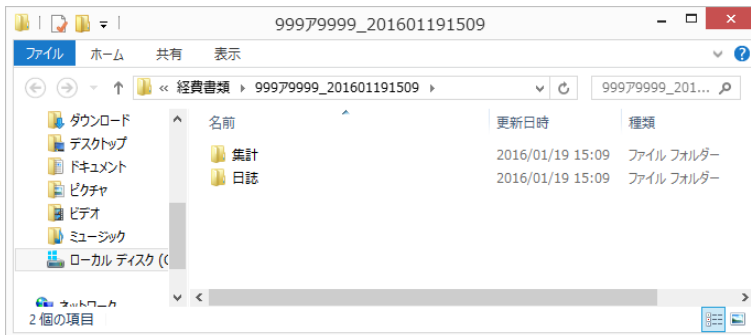 999ｱ9999_201601191509
ファイル ホーム 共有 表示
« 経費書類 ▸ 999ｱ9999_201601191509 ▸ 999ｱ9999_201...
ダウンロード
デスクトップ
ドキュメント
ピクチャ
ビデオ
ミュージック
ローカル ディスク (C
ネットワーク
名前 更新日時 種類
集計 2016/01/19 15:09 ファイル フォルダー
日誌 2016/01/19 15:09 ファイル フォルダー
2 個の項目